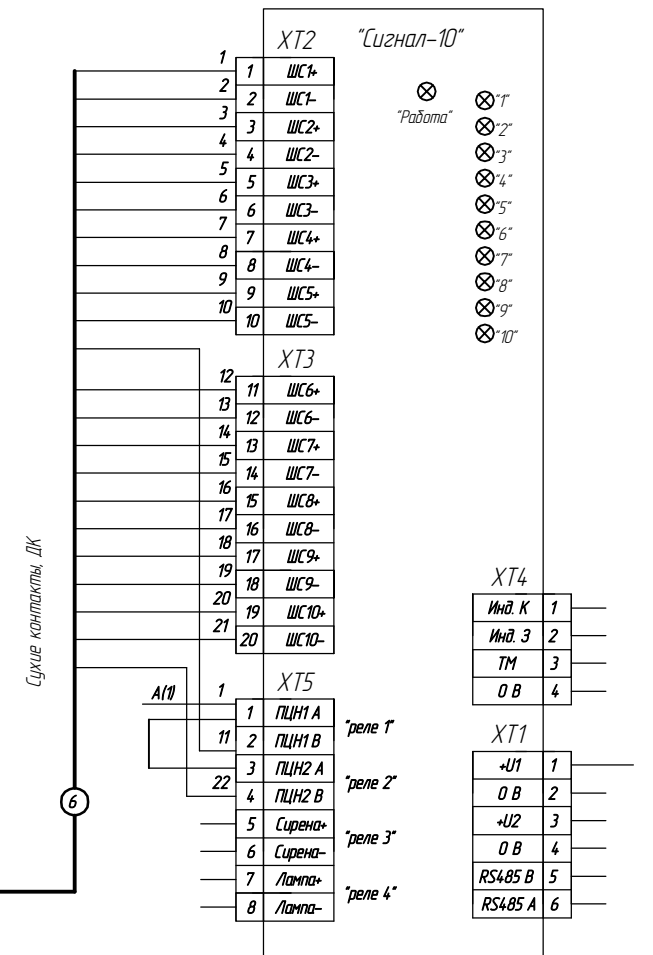 XT2 "Сигнал-10"
1 1 ШС1+
2 2 ШС1-
3 3 ШС2+
4 4 ШС2-
5 5 ШС3+
6 6 ШС3-
7 7 ШС4+
8 8 ШС4-
9 9 ШС5+
10 10 ШС5-
"Работа"
"1"
"2"
"3"
"4"
"5"
"6"
"7"
"8"
"9"
"10"
XT3
12 11 ШС6+
13 12 ШС6-
14 13 ШС7+
15 14 ШС7-
16 15 ШС8+
17 16 ШС8-
18 17 ШС9+
19 18 ШС9-
20 19 ШС10+
21 20 ШС10-
Сухие контакты, ДК
6
XT5
А(1) 1 1 ПЦН1 А
11 2 ПЦН1 В
"реле 1"
3 ПЦН2 А
22 4 ПЦН2 В
"реле 2"
5 Сирена+
6 Сирена-
"реле 3"
7 Лампа+
8 Лампа-
"реле 4"
XT4
Инд. К 1
Инд. З 2
ТМ 3
0 В 4
XT1
+U1 1
0 В 2
+U2 3
0 В 4
RS485 B 5
RS485 A 6